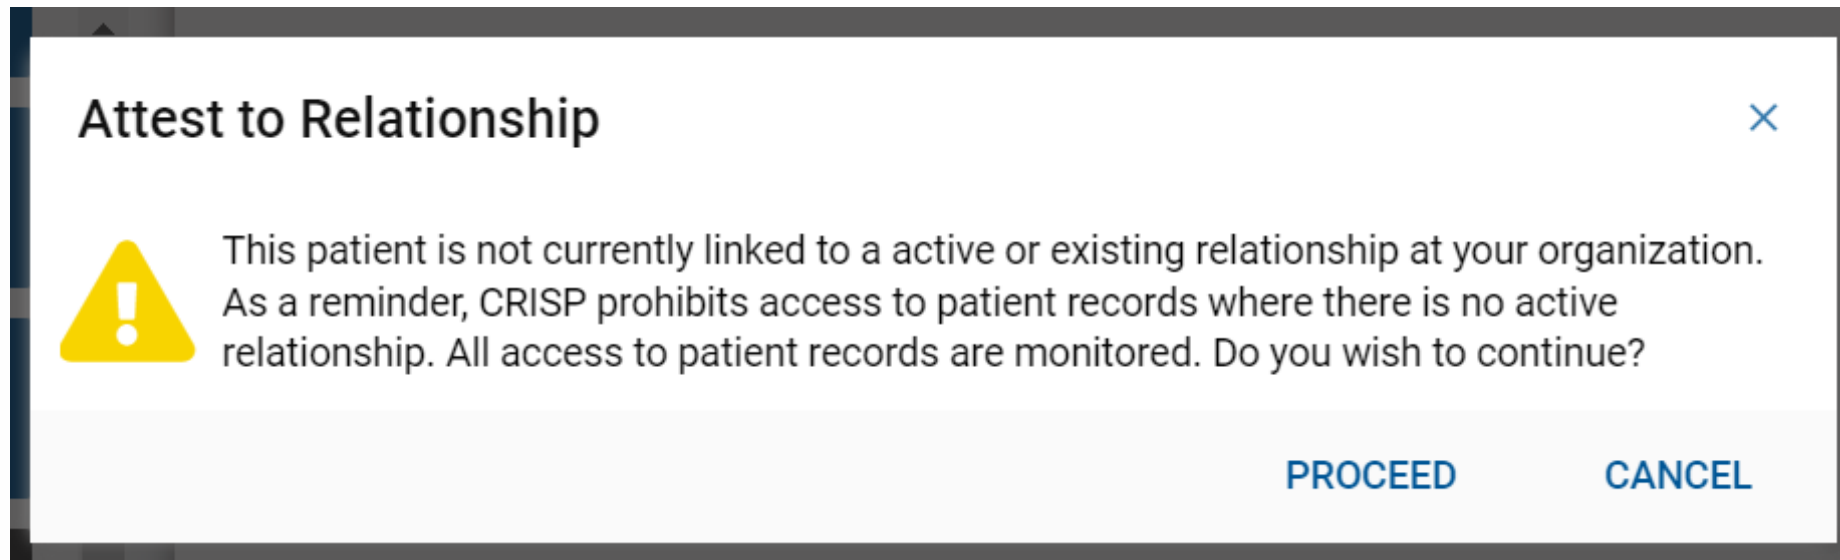 Attest to Relationship
This patient is not currently linked to a active or existing relationship at your organization.
As a reminder, CRISP prohibits access to patient records where there is no active
relationship. All access to patient records are monitored. Do you wish to continue?
PROCEED CANCEL